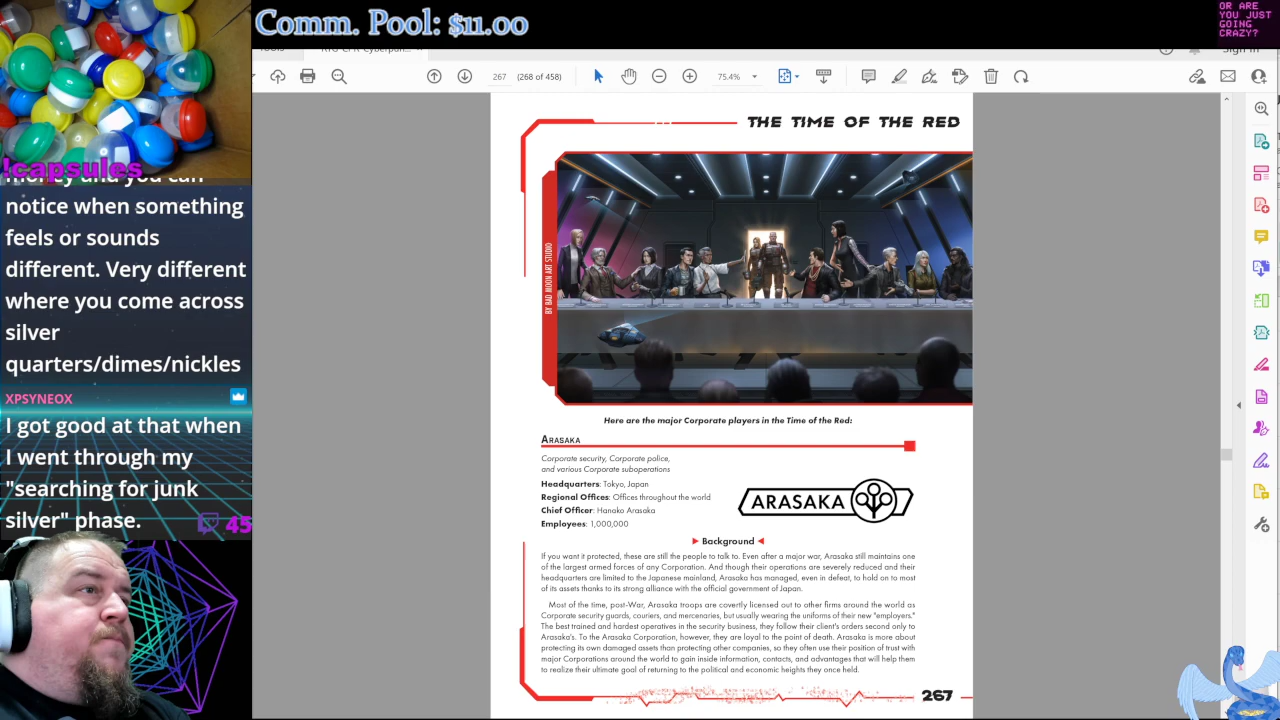 Comm. Pool: $11.00
OR ARE
YOU JUST
GOING
CRAZY?
267 (268 of 458)
75.4%
!capsules
money and you can
notice when something
feels or sounds
different. Very different
where you come across
silver
quarters/dimes/nickles
XPSYNEOX
I got good at that when
I went through my
"searching for junk
silver" phase.
45
THE TIME OF THE RED
BY BAD MOON ART STUDIO
Here are the major Corporate players in the Time of the Red:
ARASAKA
Corporate security, Corporate police,
and various Corporate suboperations
Headquarters: Tokyo, Japan
Regional Offices: Offices throughout the world
Chief Officer: Hanako Arasaka
Employees: 1,000,000
ARASAKA
Background
If you want it protected, these are still the people to talk to. Even after a major war, Arasaka still maintains one
of the largest armed forces of any Corporation. And though their operations are severely reduced and their
headquarters are limited to the Japanese mainland, Arasaka has managed, even in defeat, to hold on to most
of its assets thanks to its strong alliance with the official government of Japan.
Most of the time, post-War, Arasaka troops are covertly licensed out to other firms around the world as
Corporate security guards, couriers, and mercenaries, but usually wearing the uniforms of their new "employers."
The best trained and hardest operatives in the security business, they follow their client's orders second only to
Arasaka's. To the Arasaka Corporation, however, they are loyal to the point of death. Arasaka is more about
protecting its own damaged assets than protecting other companies, so they often use their position of trust with
major Corporations around the world to gain inside information, contacts, and advantages that will help them
to realize their ultimate goal of returning to the political and economic heights they once held.
267